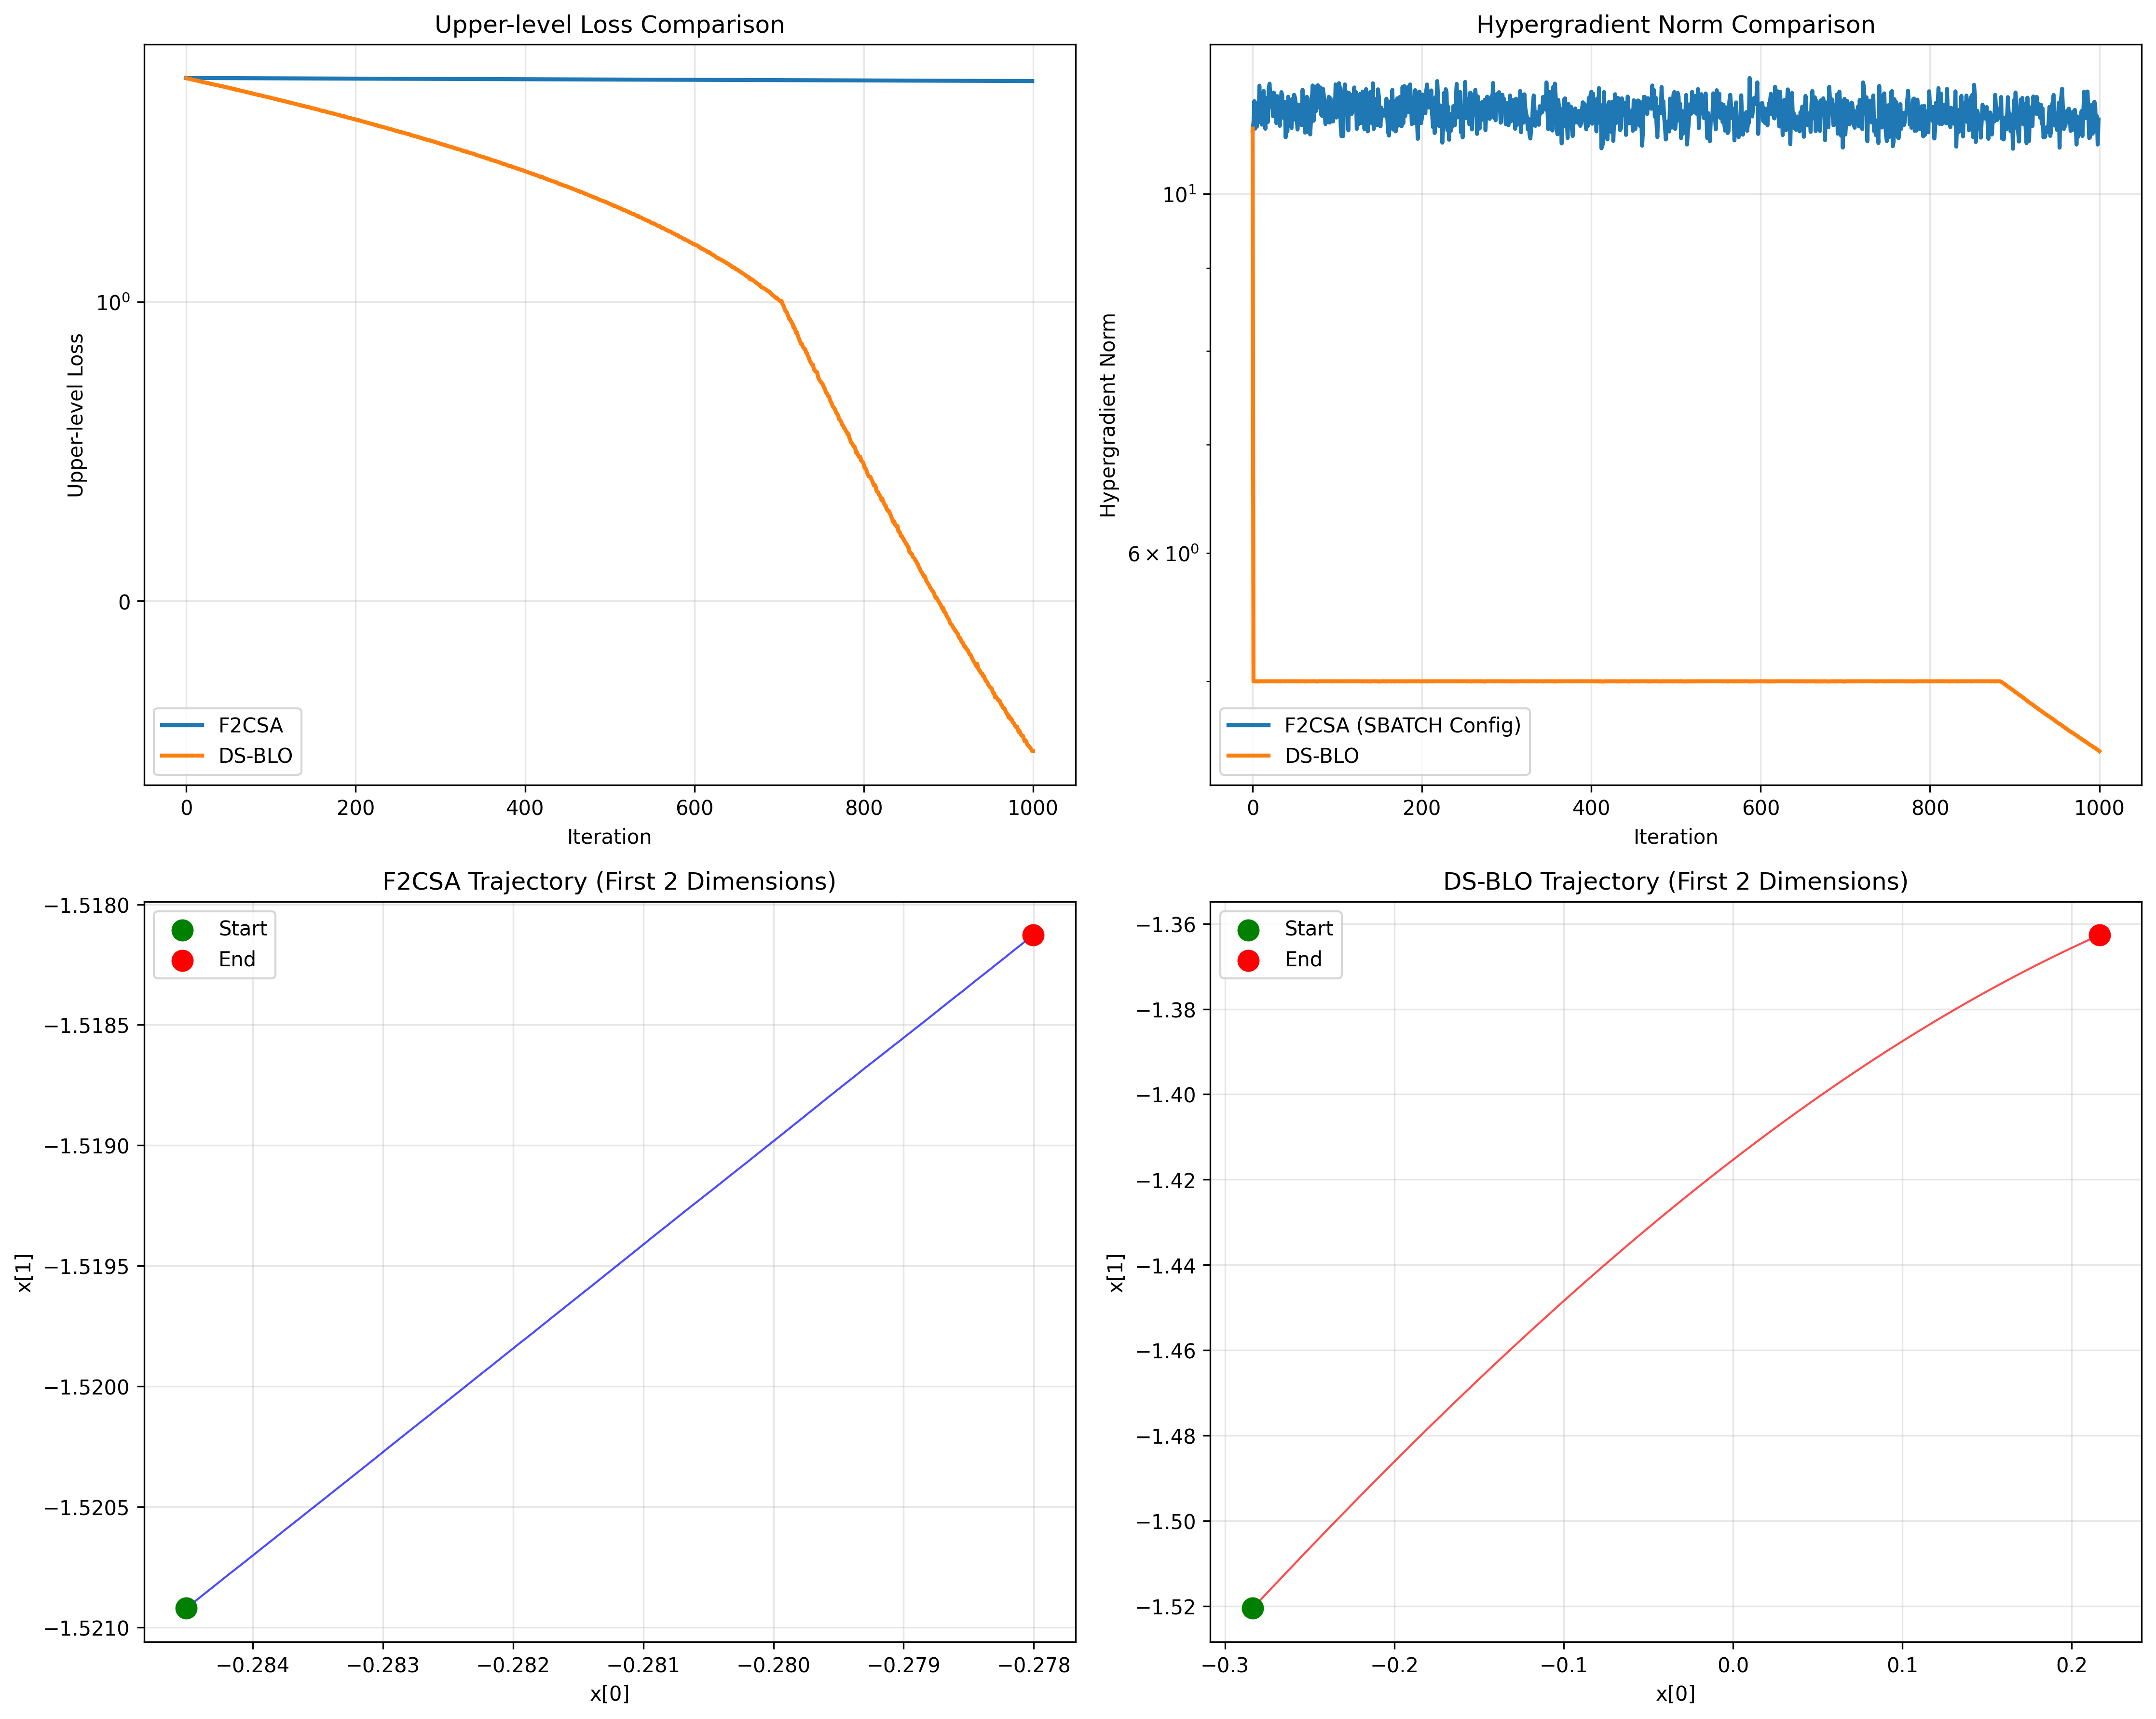 Upper-level Loss Comparison
Upper-level Loss
10⁰
0
F2CSA
DS-BLO
0 200 400 600 800 1000
Iteration
Hypergradient Norm Comparison
Hypergradient Norm
10¹
6 × 10⁰
F2CSA (SBATCH Config)
DS-BLO
0 200 400 600 800 1000
Iteration
F2CSA Trajectory (First 2 Dimensions)
x[1]
−1.5180
−1.5185
−1.5190
−1.5195
−1.5200
−1.5205
−1.5210
Start
End
−0.284 −0.283 −0.282 −0.281 −0.280 −0.279 −0.278
x[0]
DS-BLO Trajectory (First 2 Dimensions)
x[1]
−1.36
−1.38
−1.40
−1.42
−1.44
−1.46
−1.48
−1.50
−1.52
Start
End
−0.3 −0.2 −0.1 0.0 0.1 0.2
x[0]